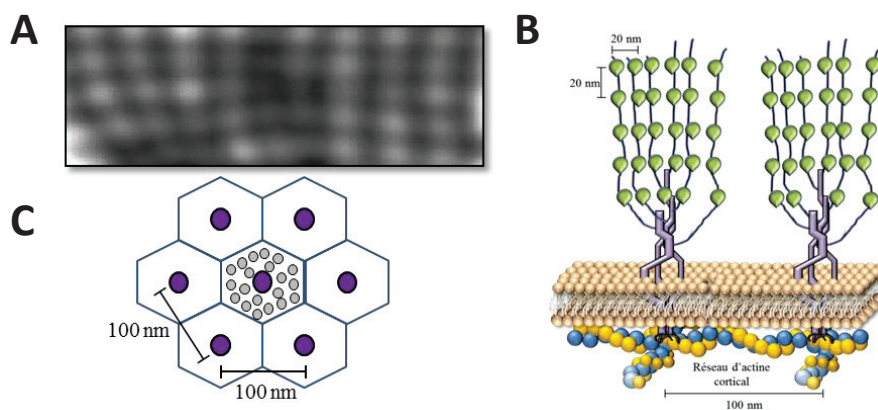 A
B
20 nm
20 nm
C
100 nm
100 nm
Réseau d'actine
cortical
100 nm